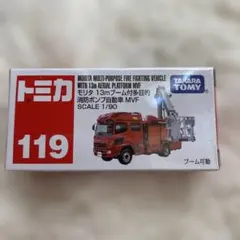 トミカ
MORITA MULTI-PURPOSE FIRE FIGHTING VEHICLE
WITH 13m AERIAL PLATFORM MVF
モリタ 13mブーム付多目的
消防ポンプ自動車 MVF
SCALE 1/90
TAKARA
TOMY
119
ブーム可動